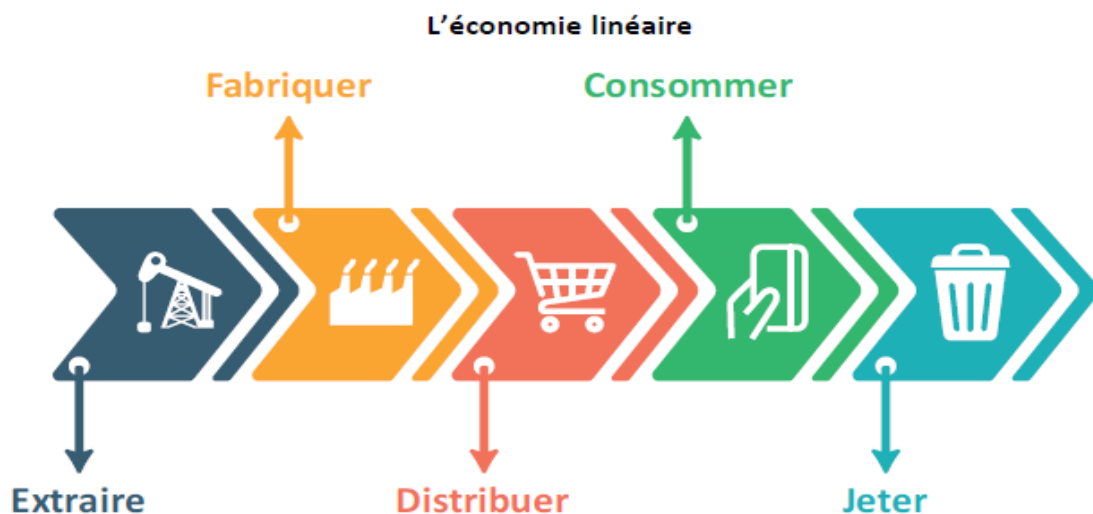 L'économie linéaire
Fabriquer
Consommer
Extraire
Distribuer
Jeter